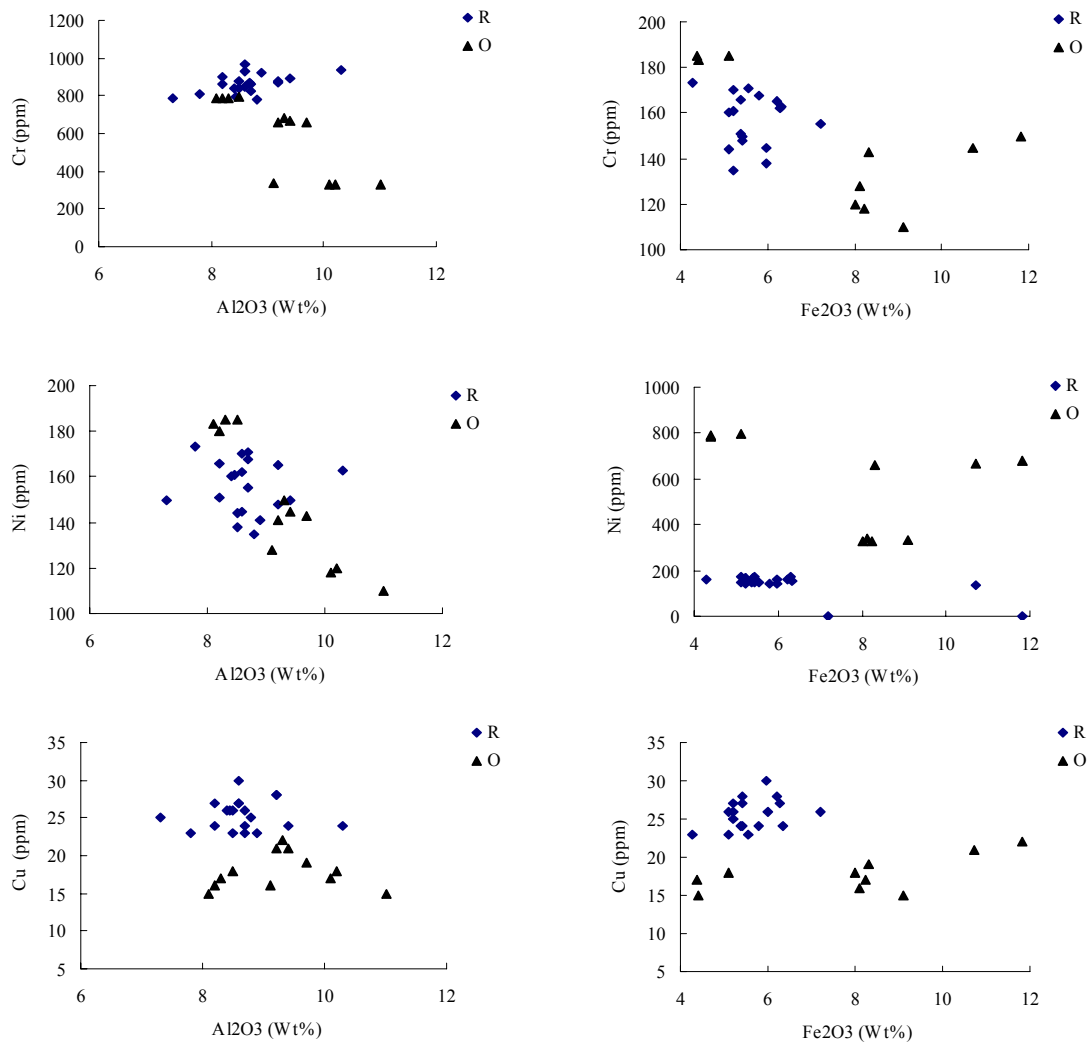 1200
1000
800
600
400
200
0
Cr (ppm)
6 8 10 12
Al2O3 (Wt%)
R
O
200
180
160
140
120
100
Cr (ppm)
4 6 8 10 12
Fe2O3 (Wt%)
R
O
200
180
160
140
120
100
Ni (ppm)
6 8 10 12
Al2O3 (Wt%)
R
O
1000
800
600
400
200
0
Ni (ppm)
4 6 8 10 12
Fe2O3 (Wt%)
R
O
35
30
25
20
15
10
5
Cu (ppm)
6 8 10 12
Al2O3 (Wt%)
R
O
35
30
25
20
15
10
5
Cu (ppm)
4 6 8 10 12
Fe2O3 (Wt%)
R
O